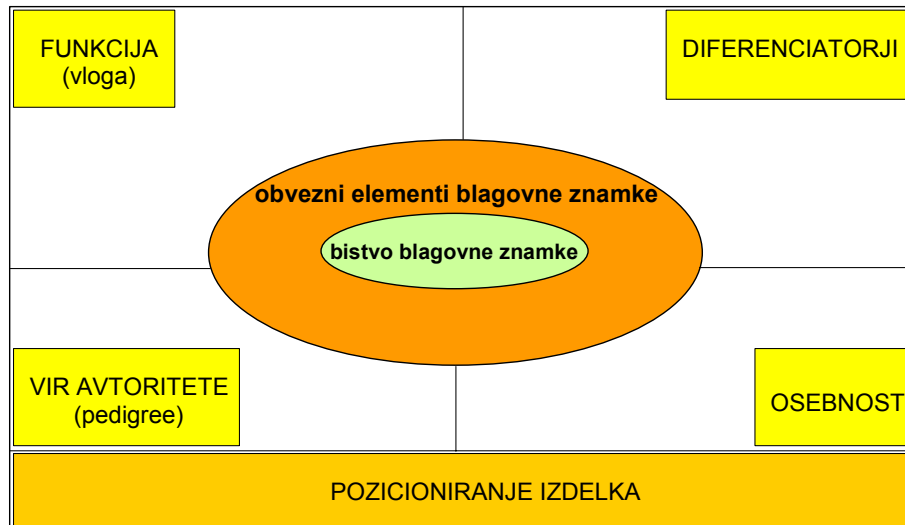 FUNKCIJA
(vloga)
DIFERENCIATORJI
obvezni elementi blagovne znamke
bistvo blagovne znamke
VIR AVTORITETE
(pedigree)
OSEBNOST
POZICIONIRANJE IZDELKA